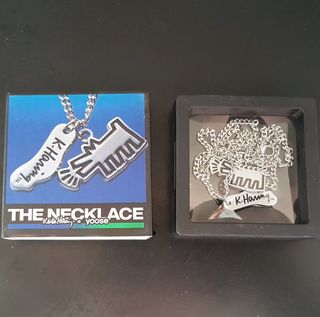 K. Haring
THE NECKLACE
Keith Haring x yoose
K. Haring